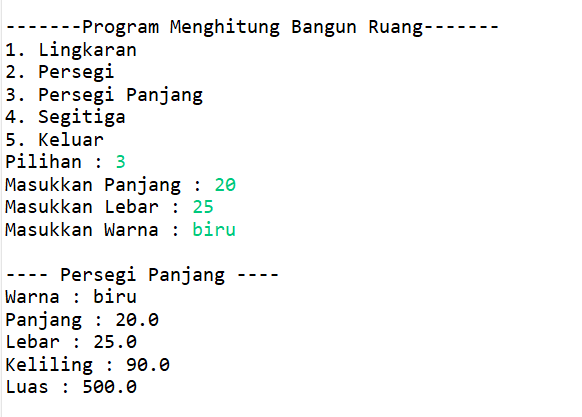 -------Program Menghitung Bangun Ruang-------
1. Lingkaran
2. Persegi
3. Persegi Panjang
4. Segitiga
5. Keluar
Pilihan : 3
Masukkan Panjang : 20
Masukkan Lebar : 25
Masukkan Warna : biru
---- Persegi Panjang ----
Warna : biru
Panjang : 20.0
Lebar : 25.0
Keliling : 90.0
Luas : 500.0